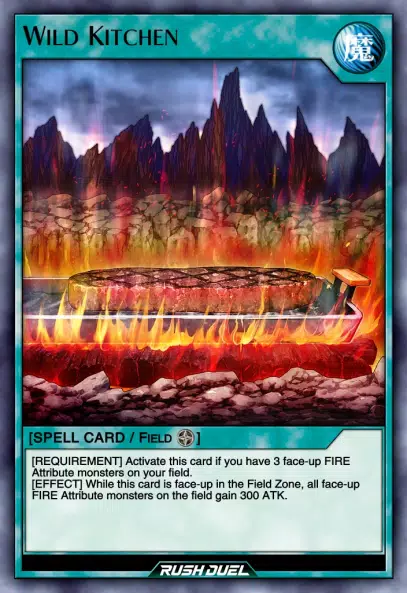 WILD KITCHEN
魔
[SPELL CARD / FIELD ]
[REQUIREMENT] Activate this card if you have 3 face-up FIRE
Attribute monsters on your field.
[EFFECT] While this card is face-up in the Field Zone, all face-up
FIRE Attribute monsters on the field gain 300 ATK.
RUSH DUEL